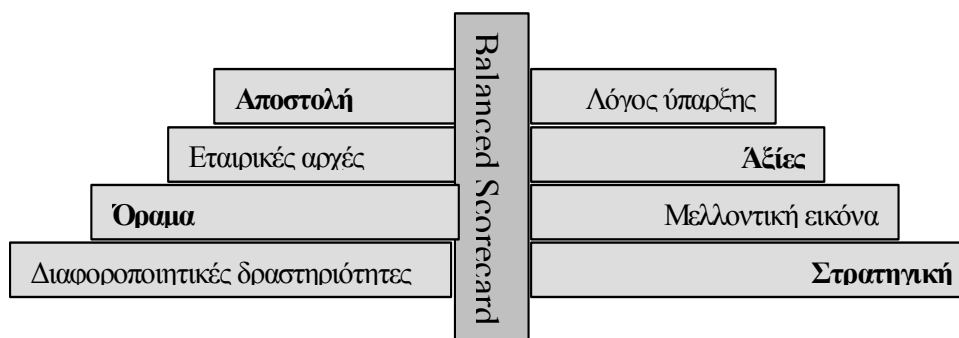 Balanced Scorecard
Αποστολή
Λόγος ύπαρξης
Εταιρικές αρχές
Άξίες
Όραμα
Μελλοντική εικόνα
Διαφοροποιητικές δραστηριότητες
Στρατηγική